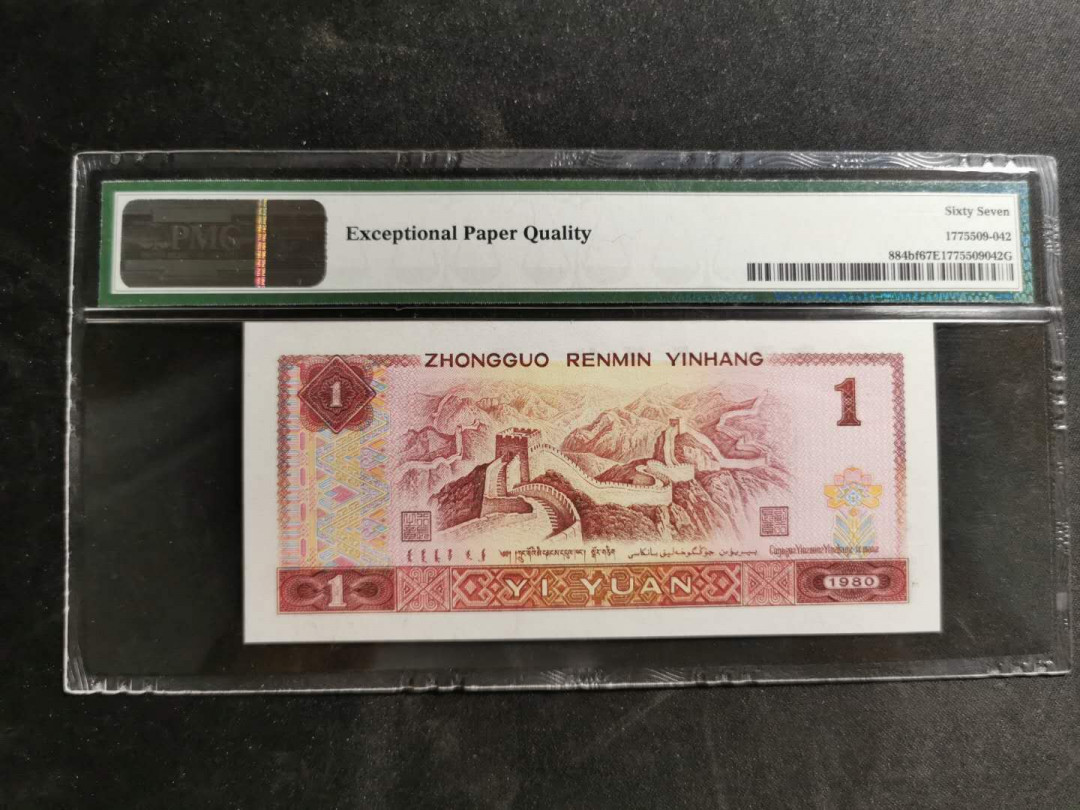 PMG
Exceptional Paper Quality
Sixty Seven
1775509-042
884bf67E1775509042G
ZHONGGUO RENMIN YINHANG
1
1
1
YI YUAN
1980